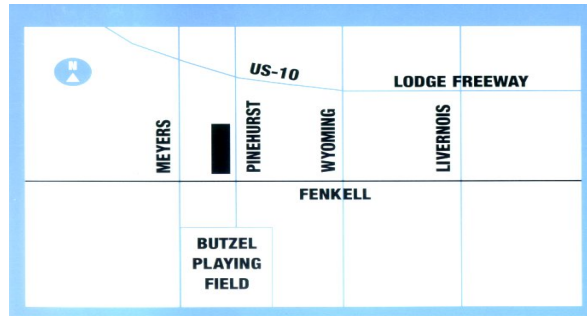 N
US-10
LODGE FREEWAY
MEYERS
PINEHURST
WYOMING
LIVERNOIS
FENKELL
BUTZEL
PLAYING
FIELD